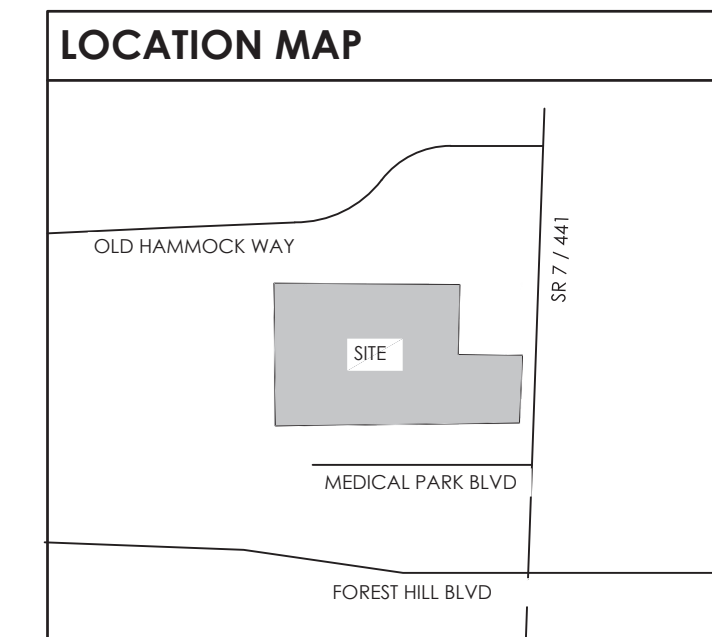 LOCATION MAP
OLD HAMMOCK WAY
SR 7 / 441
SITE
MEDICAL PARK BLVD
FOREST HILL BLVD